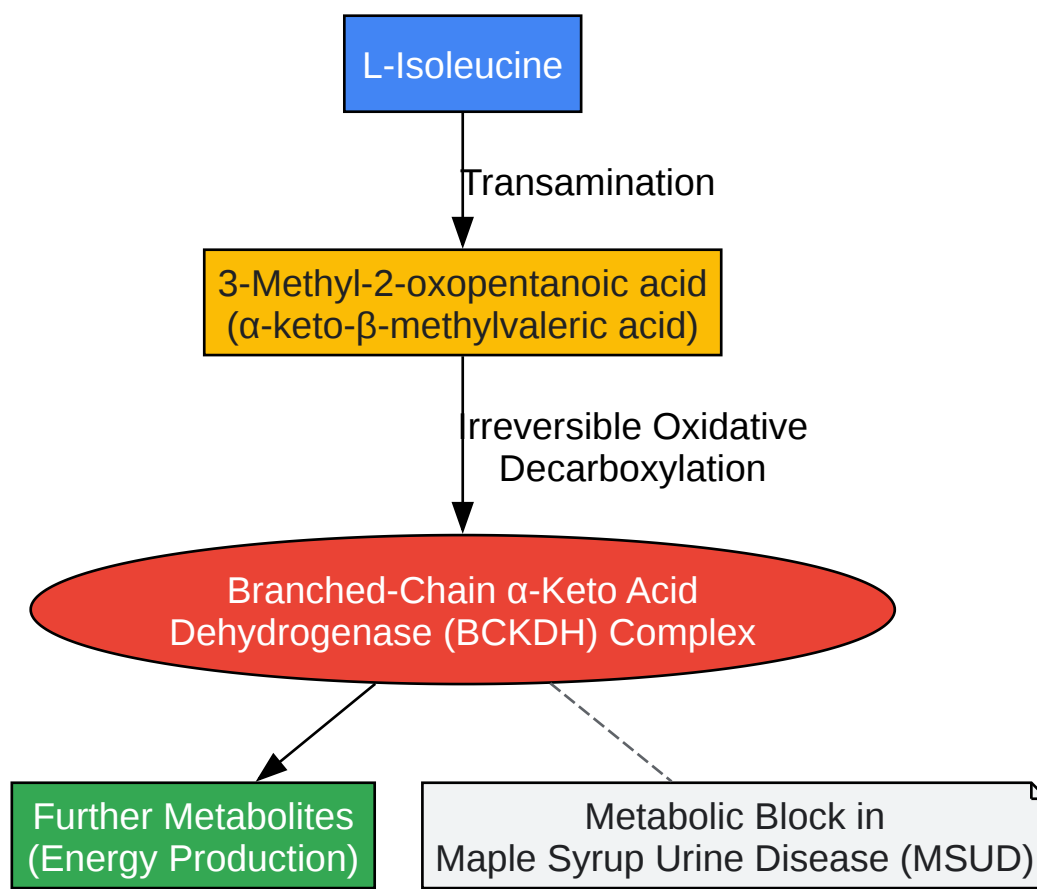 L-Isoleucine
Transamination
3-Methyl-2-oxopentanoic acid
(α-keto-β-methylvaleric acid)
Irreversible Oxidative
Decarboxylation
Branched-Chain α-Keto Acid
Dehydrogenase (BCKDH) Complex
Further Metabolites
(Energy Production)
Metabolic Block in
Maple Syrup Urine Disease (MSUD)